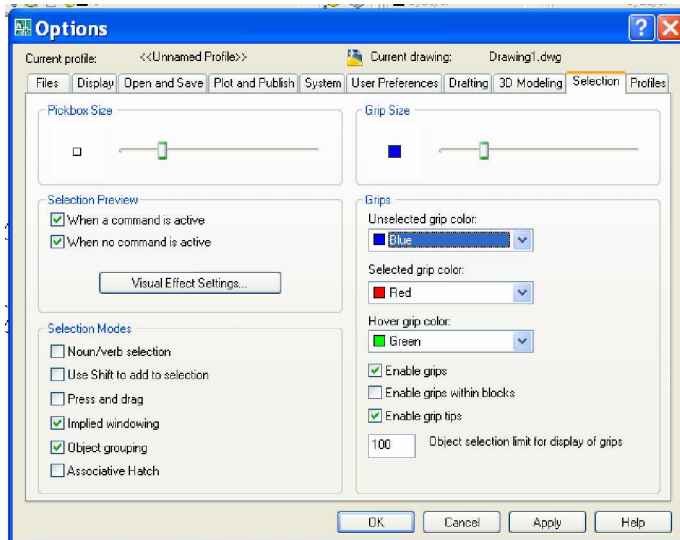 Options
Current profile: <<Unnamed Profile>> Current drawing: Drawing1.dwg
Files Display Open and Save Plot and Publish System User Preferences Drafting 3D Modeling Selection Profiles
Pickbox Size
Grip Size
Selection Preview
When a command is active
When no command is active
Visual Effect Settings...
Selection Modes
Noun/verb selection
Use Shift to add to selection
Press and drag
Implied windowing
Object grouping
Associative Hatch
Grips
Unselected grip color:
Blue
Selected grip color:
Red
Hover grip color:
Green
Enable grips
Enable grips within blocks
Enable grip tips
100 Object selection limit for display of grips
OK Cancel Apply Help